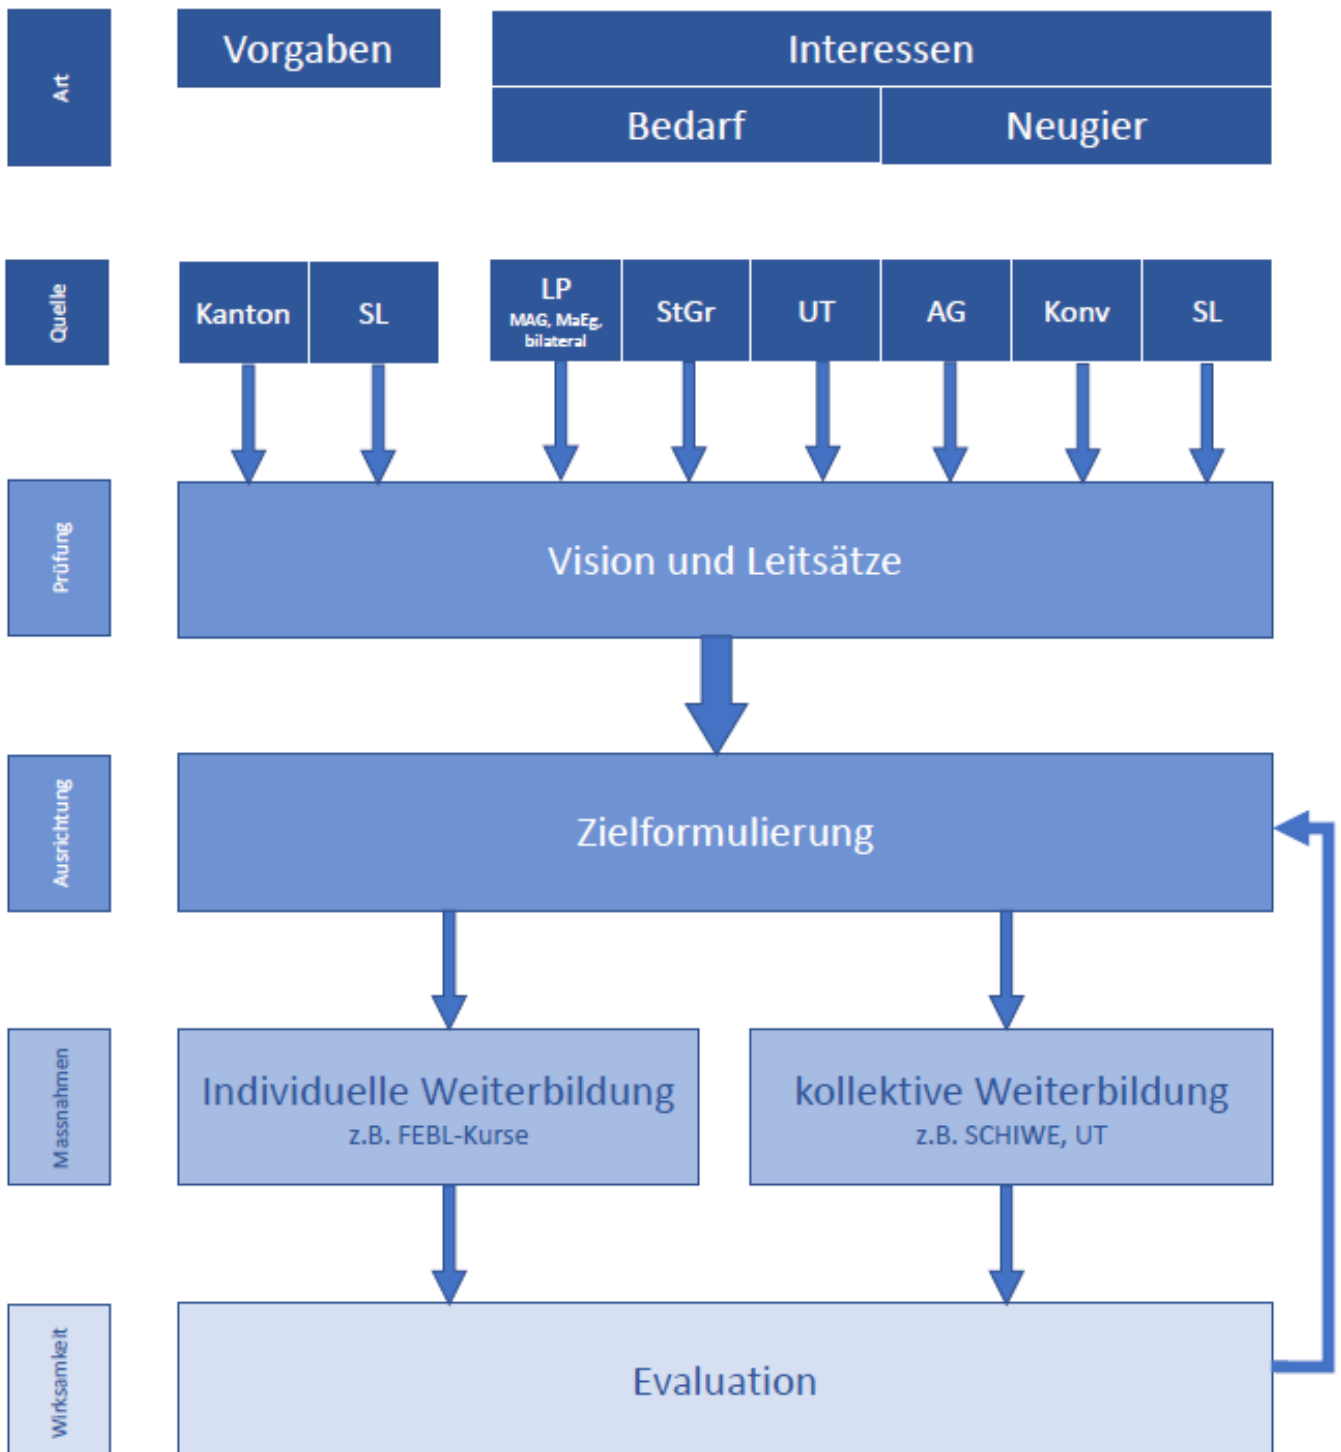 Art
Vorgaben
Interessen
Bedarf
Neugier
Quelle
Kanton
SL
LP
MAG, MaEg,
bilateral
StGr
UT
AG
Konv
SL
Prüfung
Vision und Leitsätze
Ausrichtung
Zielformulierung
Massnahmen
Individuelle Weiterbildung
z.B. FEBL-Kurse
kollektive Weiterbildung
z.B. SCHIWE, UT
Wirksamkeit
Evaluation